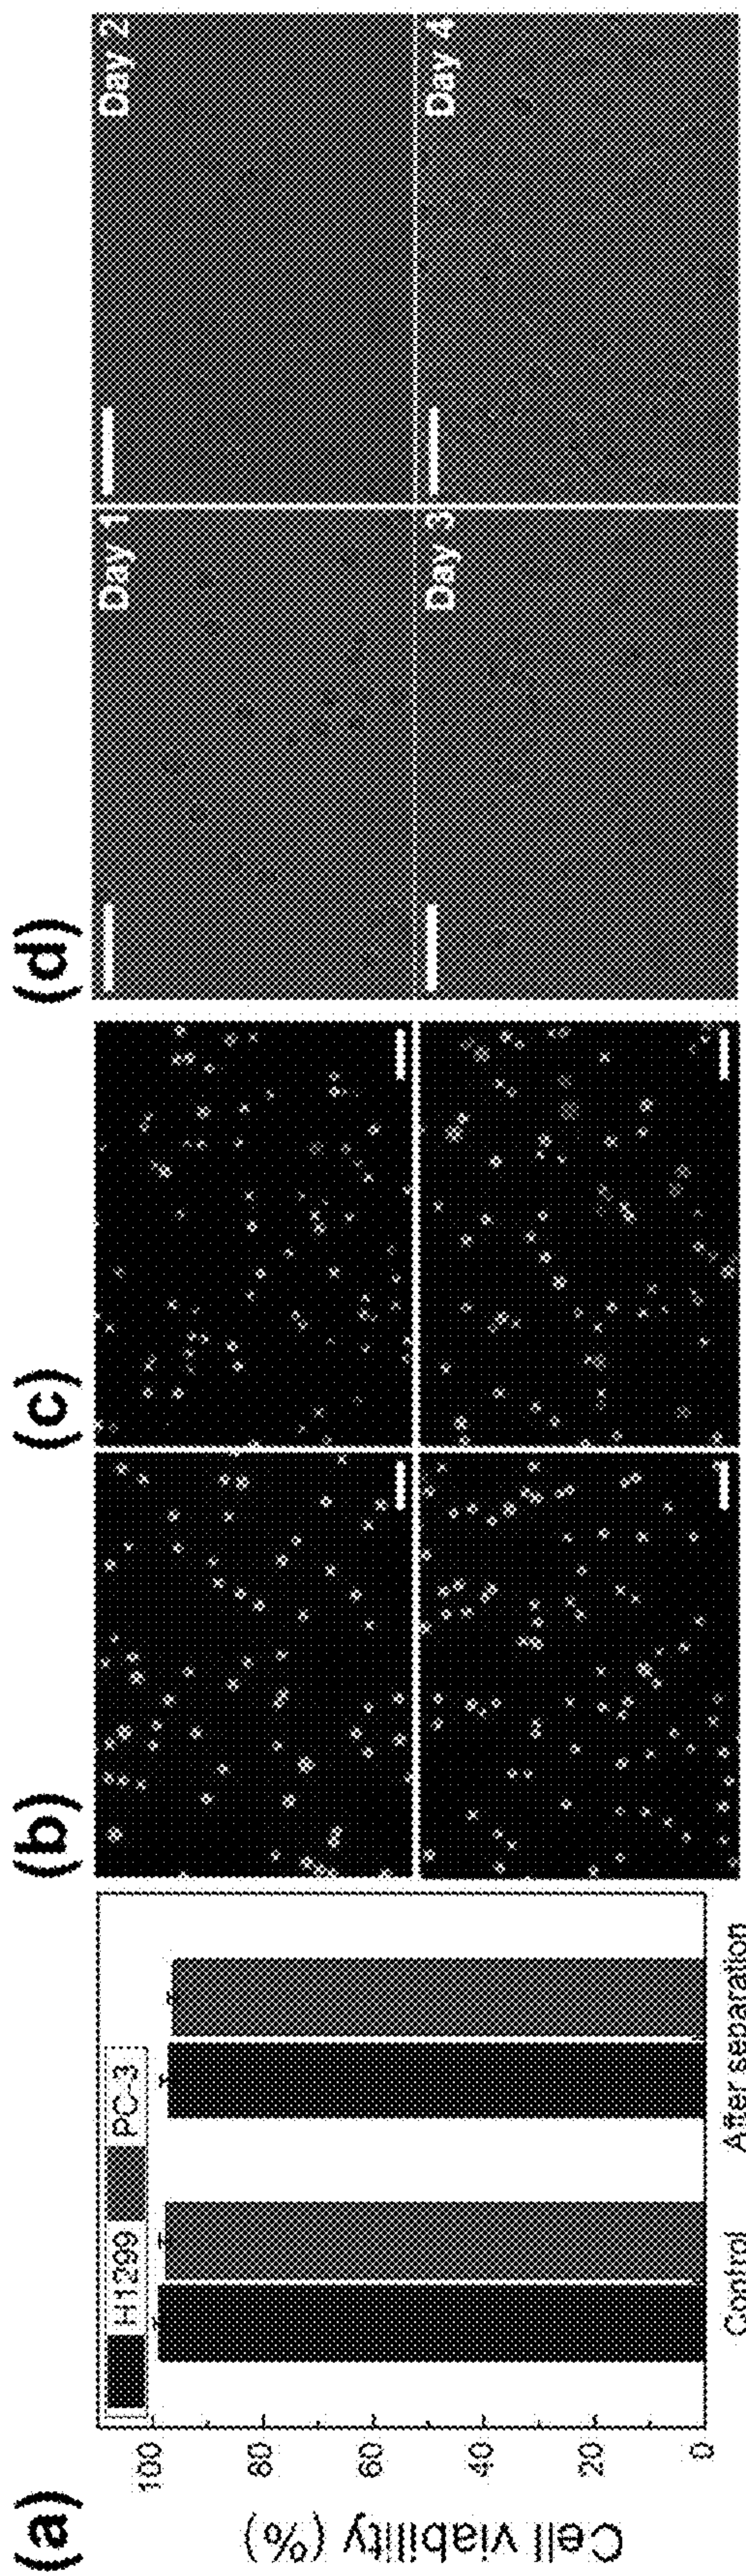 (a)
Cell viability (%)
100
80
60
40
20
0
H1299
PC-3
Control
After separation
(b)
(c)
(d)
Day 1
Day 2
Day 3
Day 4